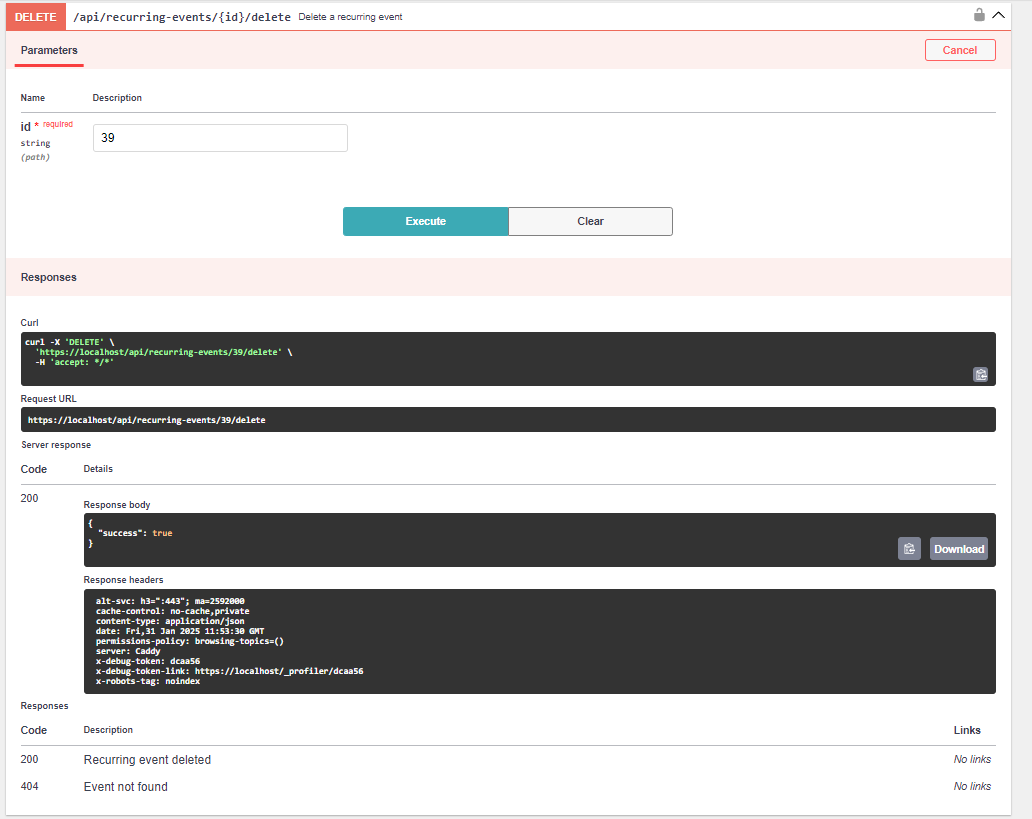 DELETE /api/recurring-events/{id}/delete Delete a recurring event
Parameters Cancel
Name Description
id * required
string
(path)
39
Execute Clear
Responses
Curl
curl -X 'DELETE' \
  'https://localhost/api/recurring-events/39/delete' \
  -H 'accept: */*'
Request URL
https://localhost/api/recurring-events/39/delete
Server response
Code Details
200
Response body
{
  "success": true
}
Download
Response headers
alt-svc: h3=":443"; ma=2592000
cache-control: no-cache,private
content-type: application/json
date: Fri,31 Jan 2025 11:53:30 GMT
permissions-policy: browsing-topics=()
server: Caddy
x-debug-token: dcaa56
x-debug-token-link: https://localhost/_profiler/dcaa56
x-robots-tag: noindex
Responses
Code Description Links
200 Recurring event deleted No links
404 Event not found No links